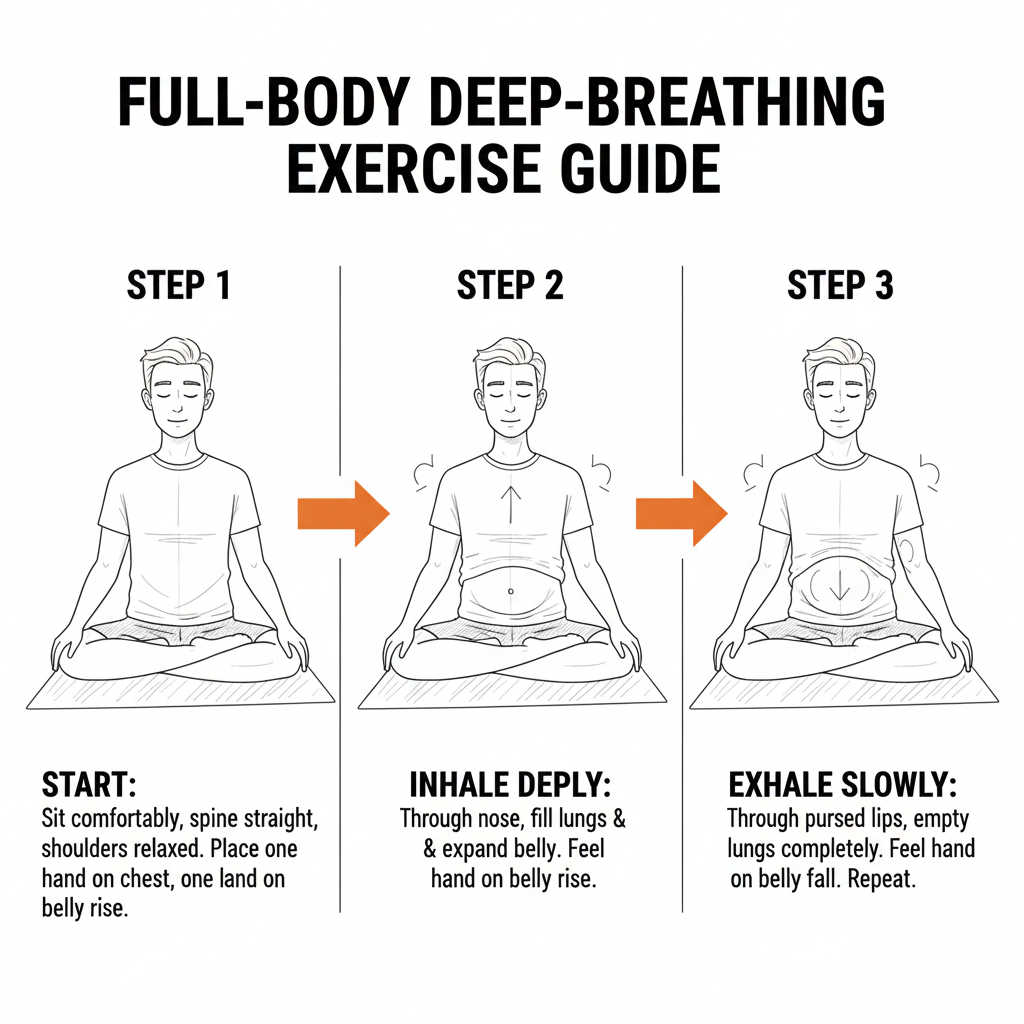 FULL-BODY DEEP-BREATHING
EXERCISE GUIDE
STEP 1
START:
Sit comfortably, spine straight,
shoulders relaxed. Place one
hand on chest, one land on
belly rise.
STEP 2
INHALE DEPLY:
Through nose, fill lungs &
& expand belly. Feel
hand on belly rise.
STEP 3
EXHALE SLOWLY:
Through pursed lips, empty
lungs completely. Feel hand
on belly fall. Repeat.